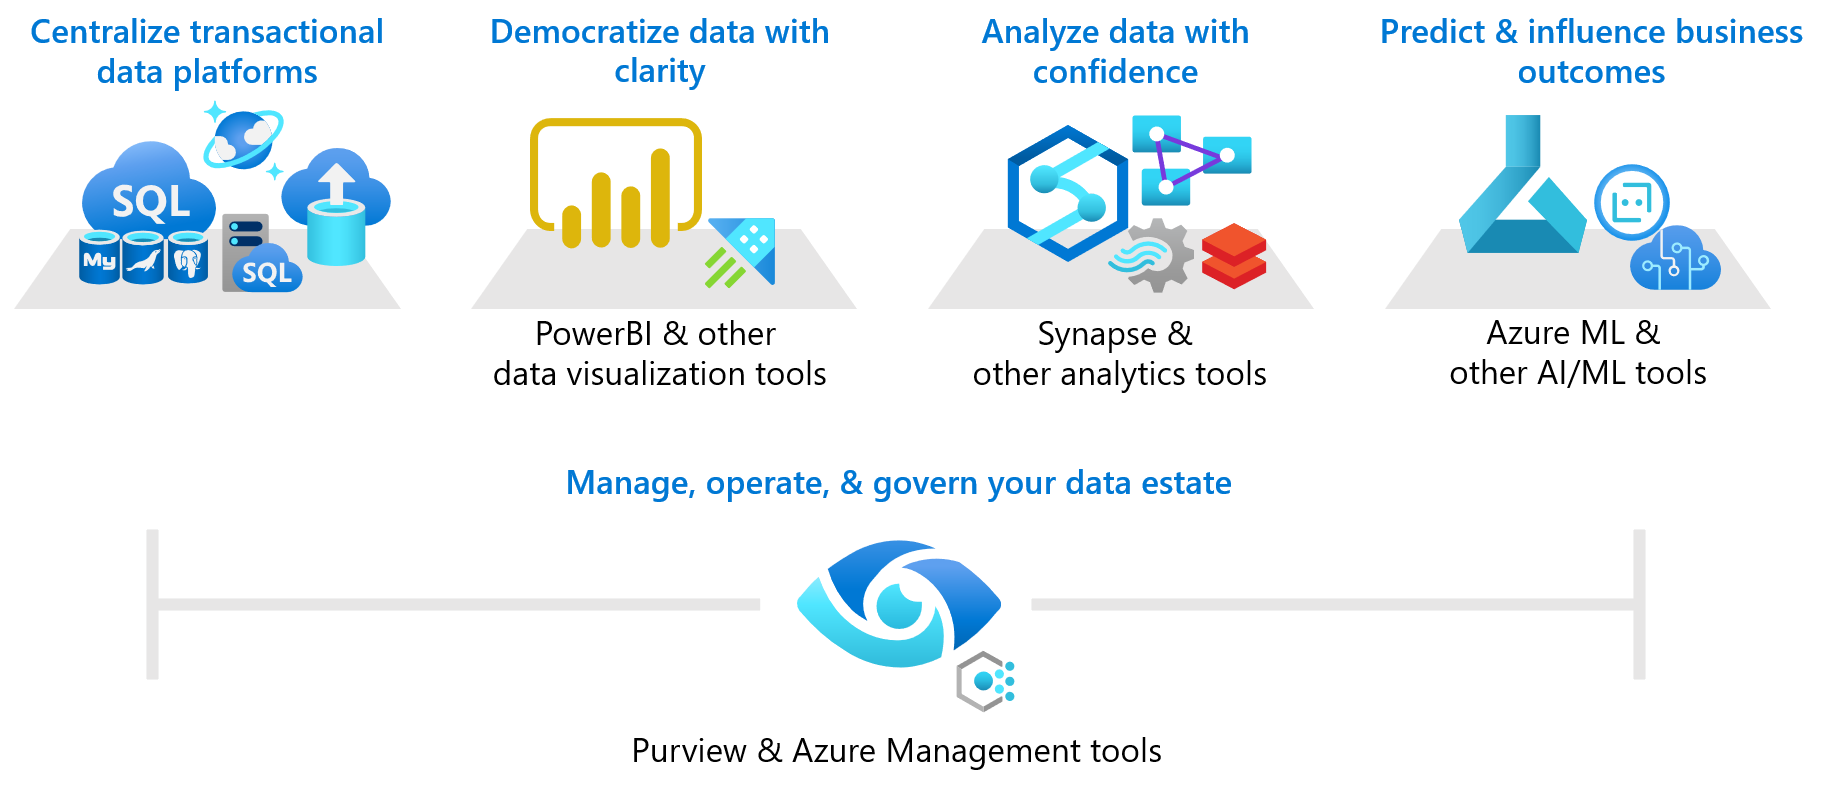 Centralize transactional
data platforms
Democratize data with
clarity
Analyze data with
confidence
Predict & influence business
outcomes
SQL
My
SQL
PowerBI & other
data visualization tools
Synapse &
other analytics tools
Azure ML &
other AI/ML tools
Manage, operate, & govern your data estate
Purview & Azure Management tools